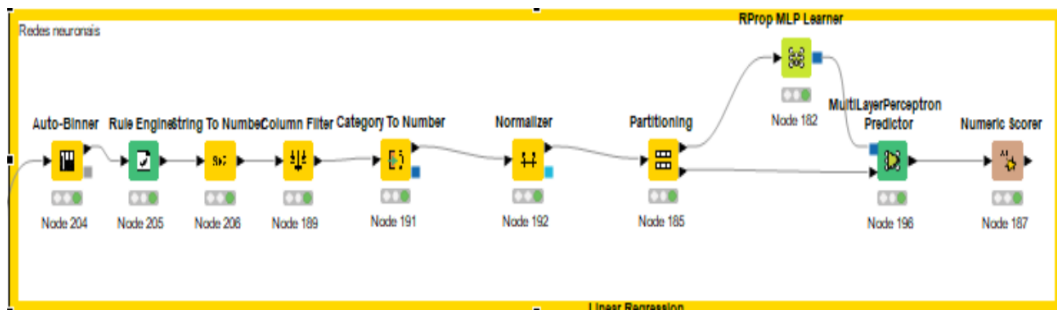 Redes neuronais
RProp MLP Learner
Node 182
Auto-Binner
Node 204
Rule Engine
Node 205
String To Number
Node 206
Column Filter
Node 189
Category To Number
Node 191
Normalizer
Node 192
Partitioning
Node 185
MultiLayerPerceptron
Predictor
Node 196
Numeric Scorer
Node 187
Linear Regression